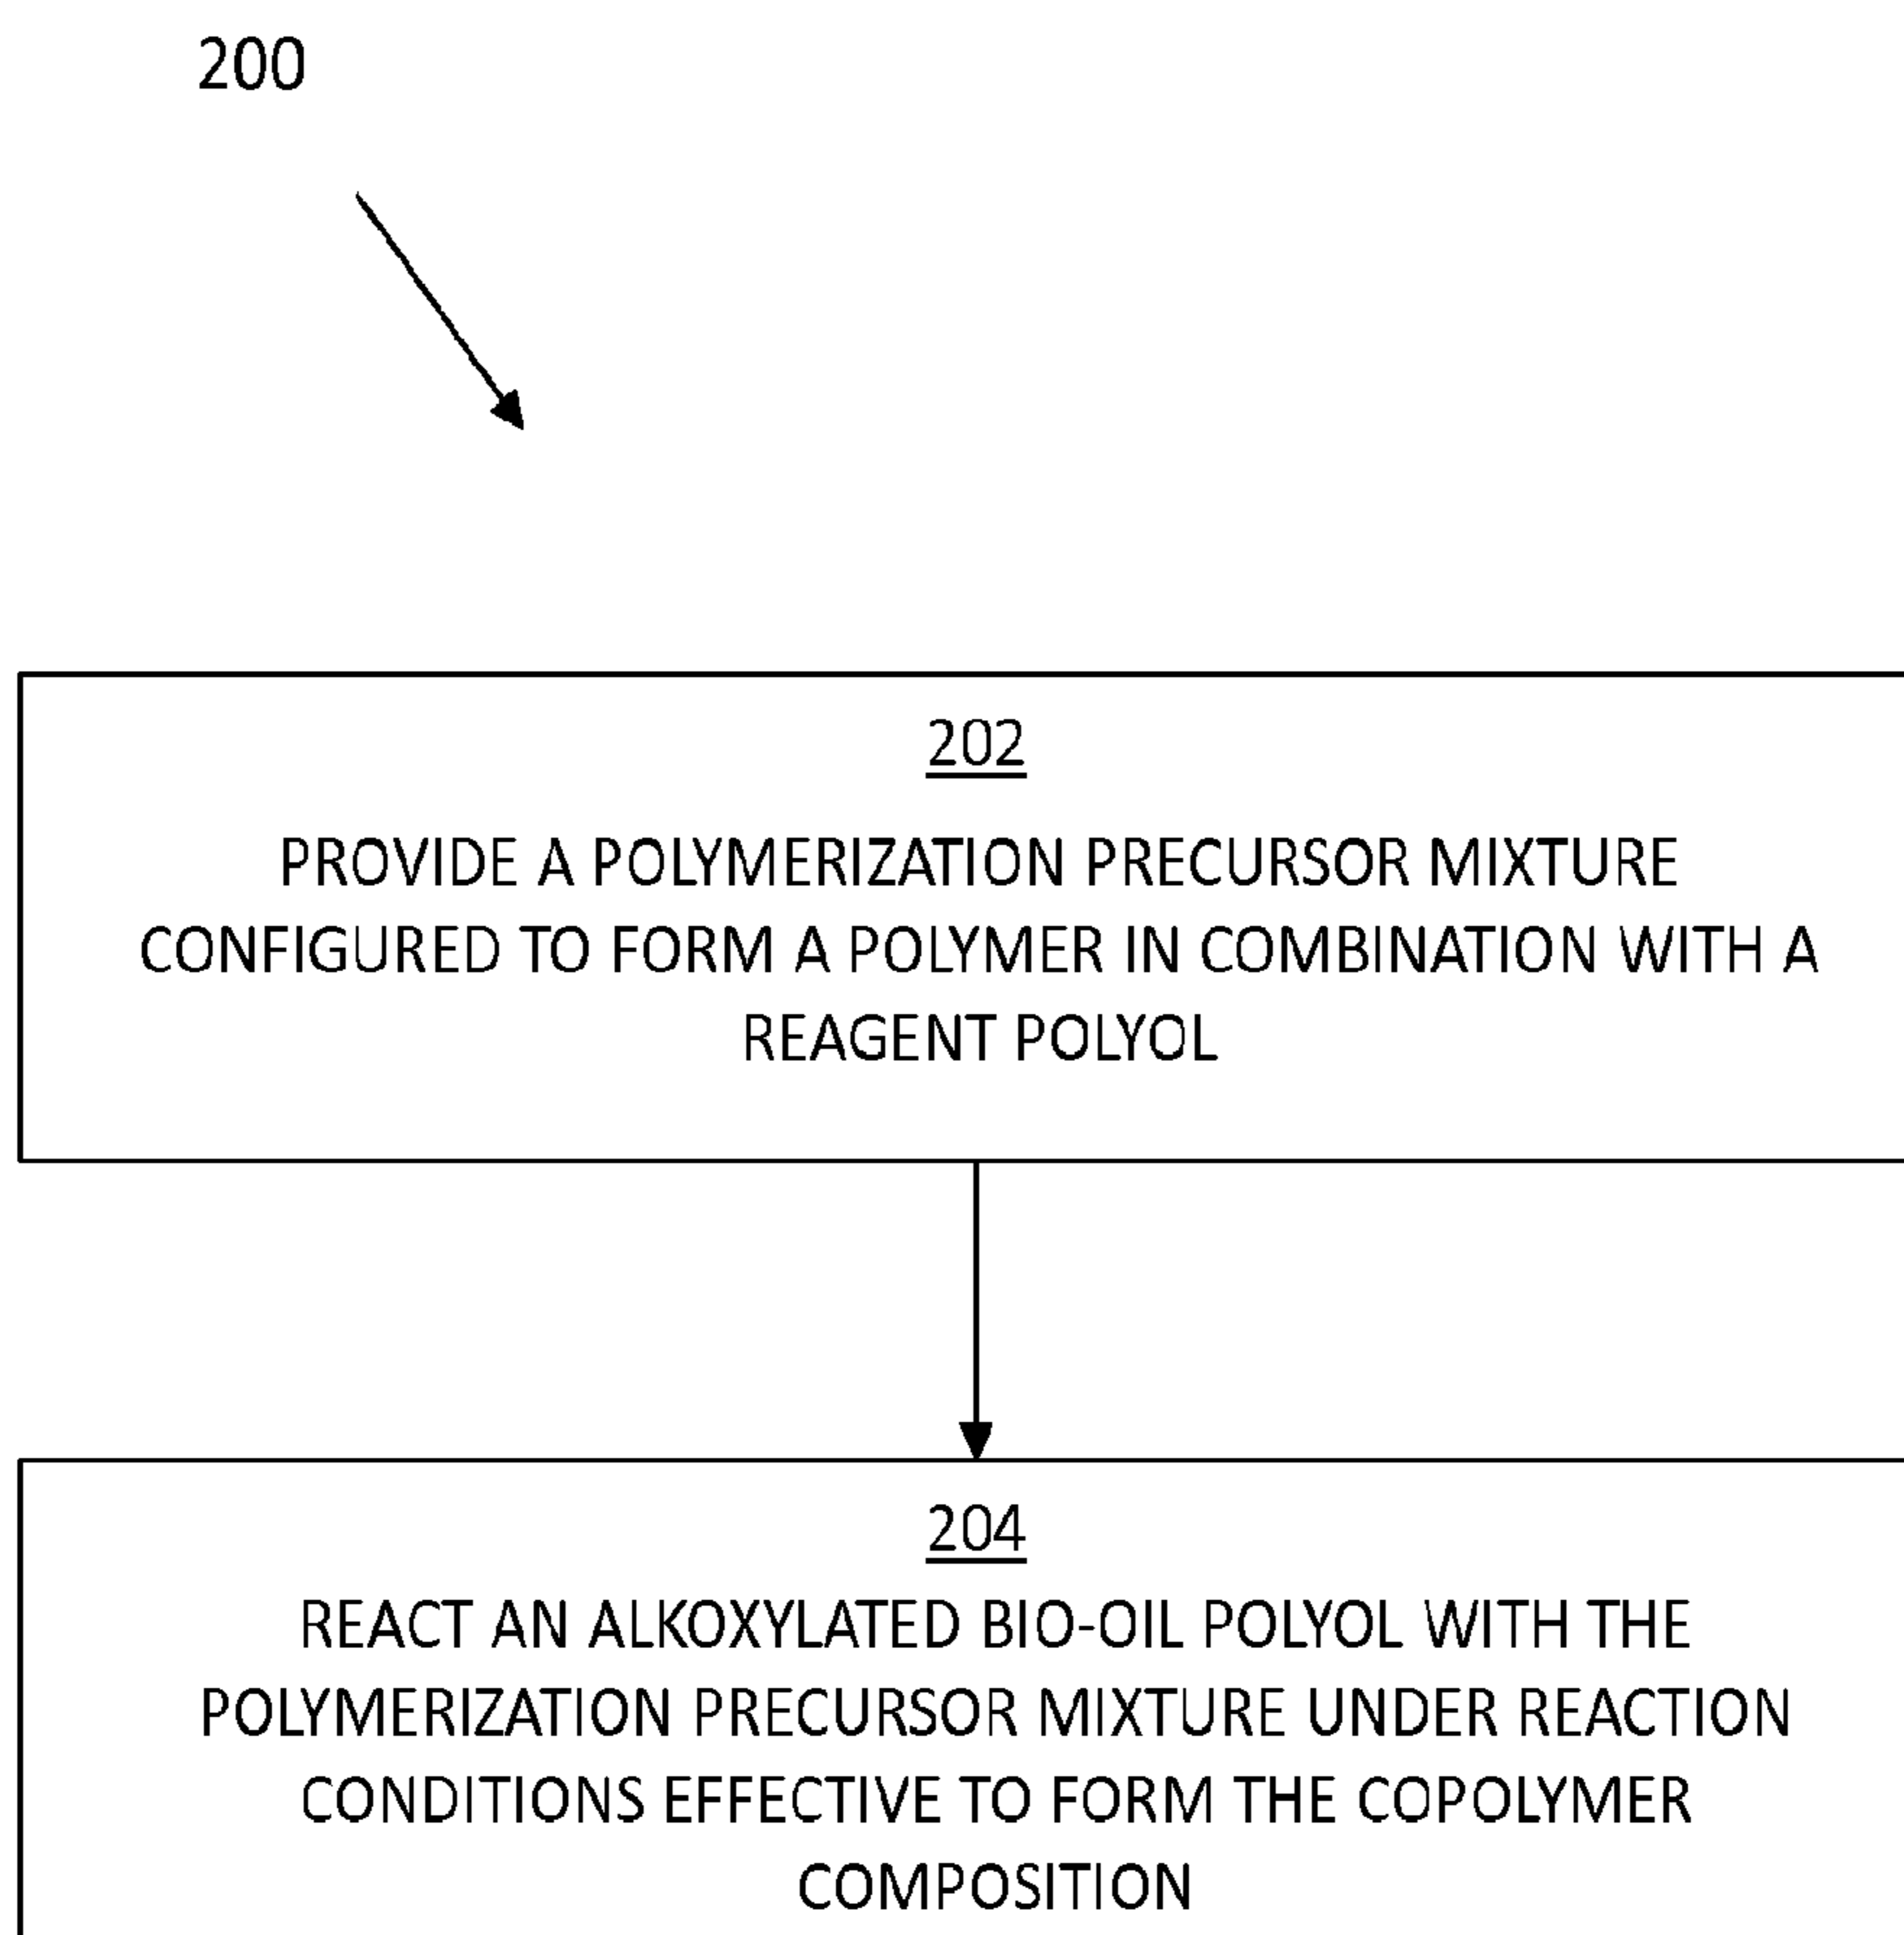 200
202
PROVIDE A POLYMERIZATION PRECURSOR MIXTURE
CONFIGURED TO FORM A POLYMER IN COMBINATION WITH A
REAGENT POLYOL
204
REACT AN ALKOXYLATED BIO-OIL POLYOL WITH THE
POLYMERIZATION PRECURSOR MIXTURE UNDER REACTION
CONDITIONS EFFECTIVE TO FORM THE COPOLYMER
COMPOSITION